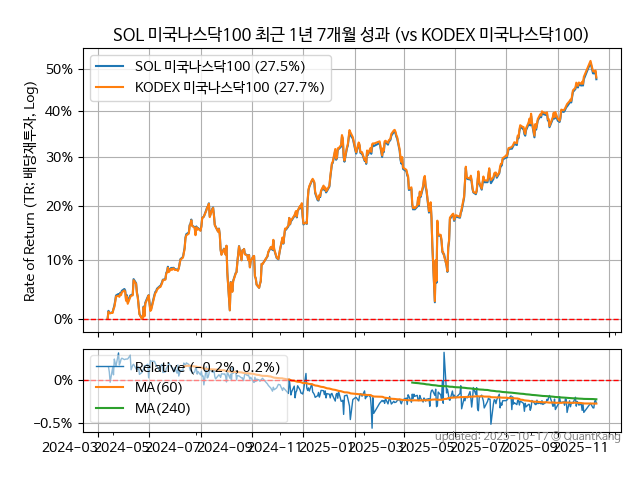 SOL 미국나스닥100 최근 1년 7개월 성과 (vs KODEX 미국나스닥100)
SOL 미국나스닥100 (27.5%)
KODEX 미국나스닥100 (27.7%)
Rate of Return (TR: 배당재투자, Log)
50%
40%
30%
20%
10%
0%
Relative (−0.2%, 0.2%)
MA(60)
MA(240)
0%
−0.5%
2024-03 2024-05 2024-07 2024-09 2024-11 2025-01 2025-03 2025-05 2025-07 2025-09 2025-11
updated: 2025-10-17 @ QuantKang